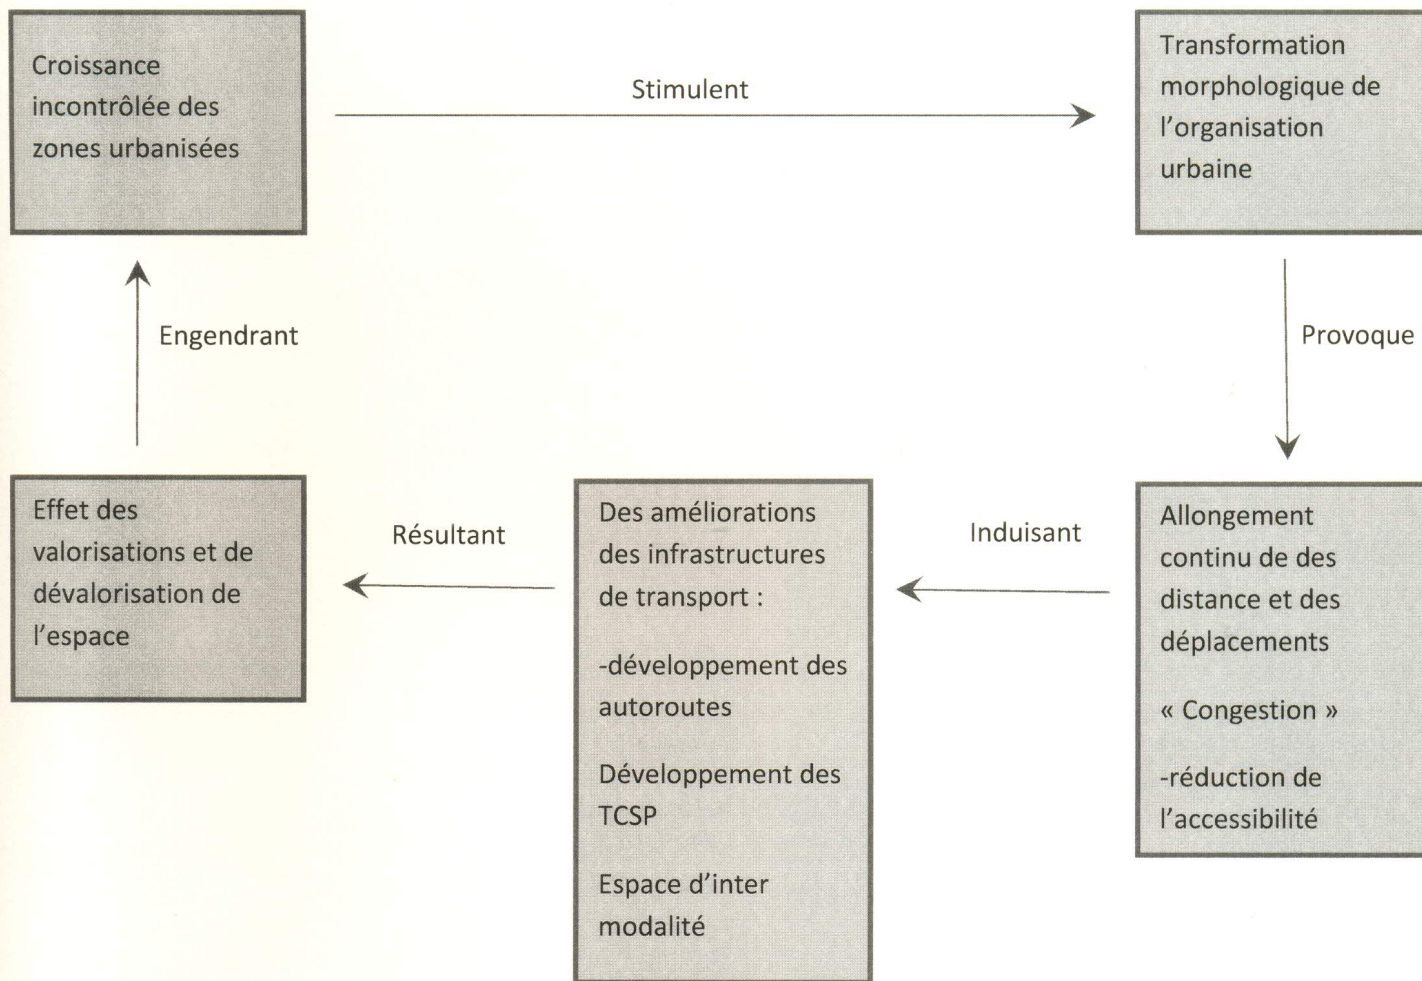 Croissance
incontrôlée des
zones urbanisées
Stimulent
Transformation
morphologique de
l'organisation
urbaine
Engendrant
Provoque
Effet des
valorisations et de
dévalorisation de
l'espace
Résultant
Des améliorations
des infrastructures
de transport :
-développement des
autoroutes
Développement des
TCSP
Espace d'inter
modalité
Induisant
Allongement
continu de des
distance et des
déplacements
« Congestion »
-réduction de
l'accessibilité